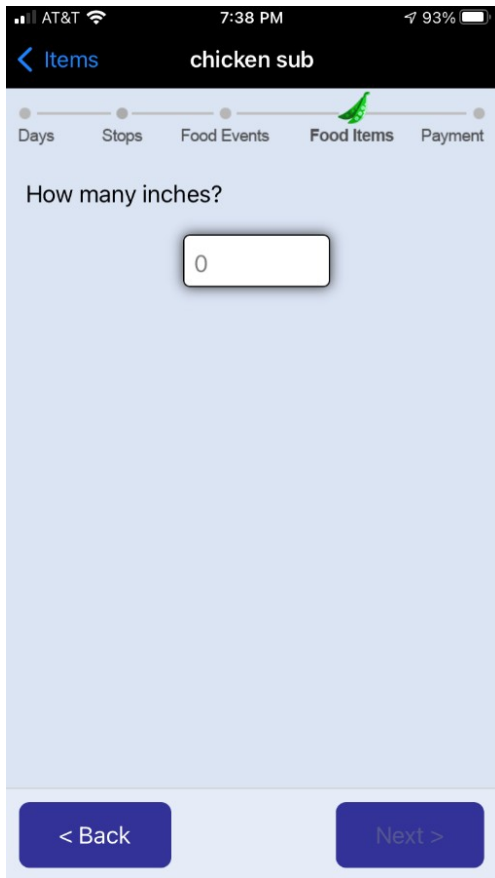 AT&T 7:38 PM 93%
Items chicken sub
Days Stops Food Events Food Items Payment
How many inches?
0
< Back Next >